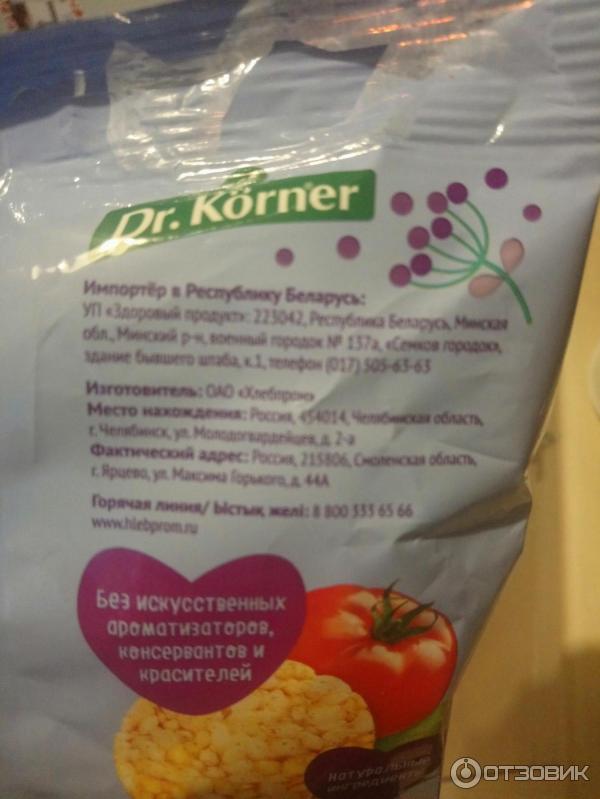 Dr. Körner
Импортёр в Республику Беларусь:
УП «Здоровый продукт»: 223042, Республика Беларусь, Минская
обл., Минский р-н, военный городок № 137а, «Сёмков городок»,
здание бывшего штаба, к.1, телефон (017) 505-63-63
Изготовитель: ОАО «Хлебпром»
Место нахождения: Россия, 454014, Челябинская область,
г. Челябинск, ул. Молодогвардейцев, д. 2-а
Фактический адрес: Россия, 215806, Смоленская область,
г. Ярцево, ул. Максима Горького, д. 44А
Горячая линия/ Ыстық желі: 8 800 333 65 66
www.hlebprom.ru
Без искусственных
ароматизаторов,
консервантов и
красителей
натуральные
ингредиенты
ОТЗОВИК